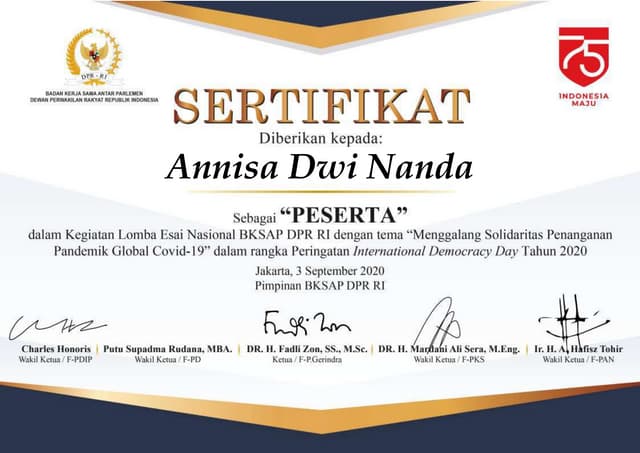 DPR - RI
BADAN KERJA SAMA ANTAR PARLEMEN
DEWAN PERWAKILAN RAKYAT REPUBLIK INDONESIA
75
INDONESIA
MAJU
SERTIFIKAT
Diberikan kepada:
Annisa Dwi Nanda
Sebagai “PESERTA”
dalam Kegiatan Lomba Esai Nasional BKSAP DPR RI dengan tema “Menggalang Solidaritas Penanganan
Pandemik Global Covid-19” dalam rangka Peringatan International Democracy Day Tahun 2020
Jakarta, 3 September 2020
Pimpinan BKSAP DPR RI
Fadli Zon
Charles Honoris | Putu Supadma Rudana, MBA. | DR. H. Fadli Zon, SS., M.Sc. | DR. H. Mardani Ali Sera, M.Eng. | Ir. H. A. Hafisz Tohir
Wakil Ketua / F-PDIP Wakil Ketua / F-PD Ketua / F-P.Gerindra Wakil Ketua / F-PKS Wakil Ketua / F-PAN